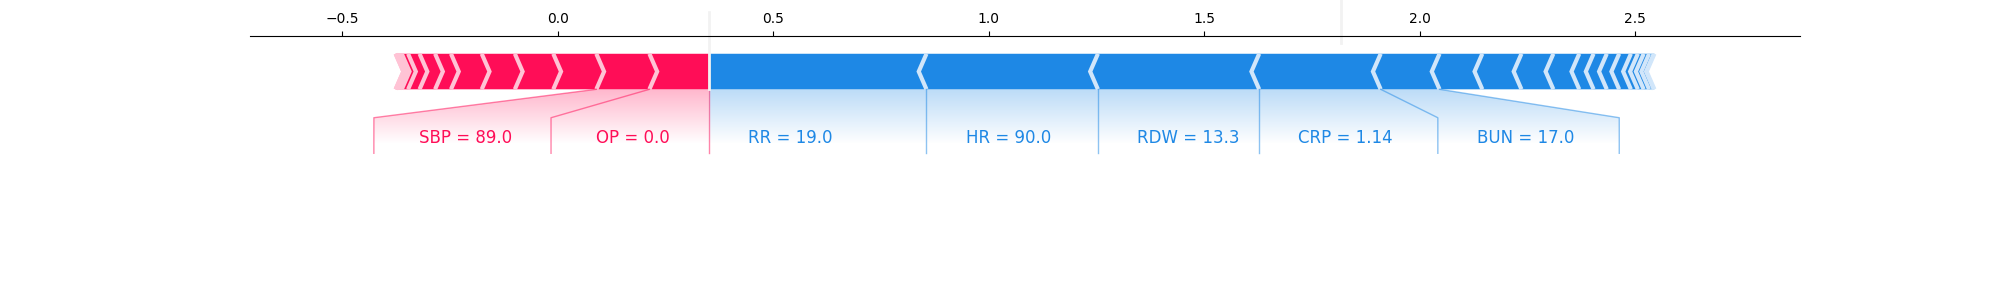 −0.5 0.0 0.5 1.0 1.5 2.0 2.5
SBP = 89.0 OP = 0.0 RR = 19.0 HR = 90.0 RDW = 13.3 CRP = 1.14 BUN = 17.0